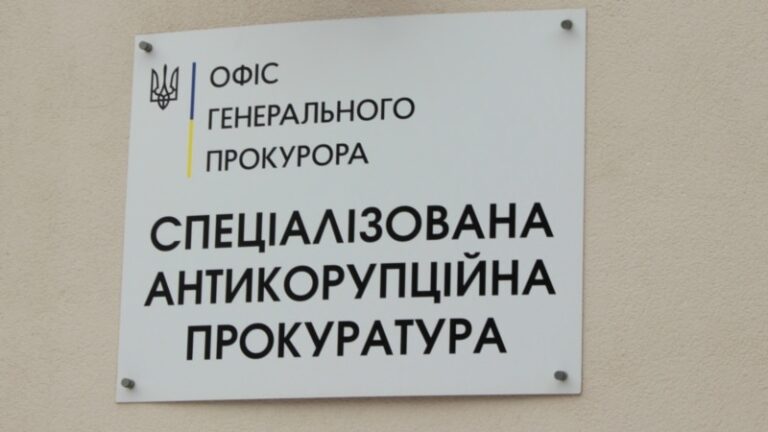 ОФІС
ГЕНЕРАЛЬНОГО
ПРОКУРОРА
СПЕЦІАЛІЗОВАНА
АНТИКОРУПЦІЙНА
ПРОКУРАТУРА